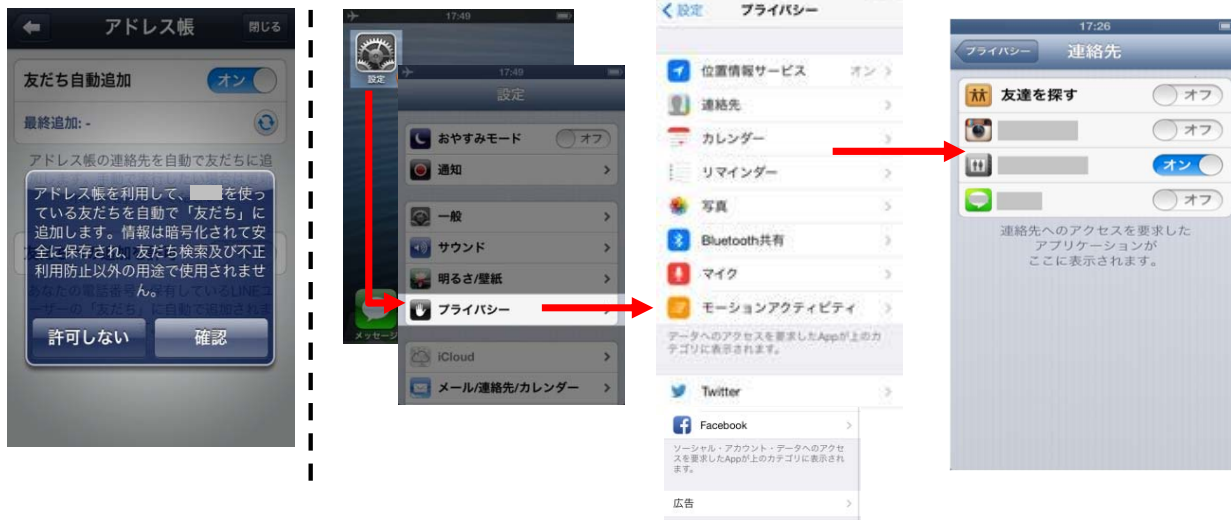 アドレス帳
閉じる
友だち自動追加
オン
最終追加: -
アドレス帳の連絡先を自動で友だちに追
アドレス帳を利用して、
を使っ
ている友だちを自動で「友だち」に
追加します。情報は暗号化されて安
全に保存され、友だち検索及び不正
利用防止以外の用途で使用されませ
ん。
許可しない
確認
17:49
設定
メッセージ
17:49
設定
おやすみモード
オフ
通知
一般
サウンド
明るさ/壁紙
プライバシー
iCloud
メール/連絡先/カレンダー
設定
プライバシー
位置情報サービス
オン
連絡先
カレンダー
リマインダー
写真
Bluetooth共有
マイク
モーションアクティビティ
データへのアクセスを要求したAppが上のカ
テゴリに表示されます。
Twitter
Facebook
ソーシャル・アカウント・データへのアクセ
スを要求したAppが上のカテゴリに表示され
ます。
広告
17:26
プライバシー
連絡先
友達を探す
オフ
オフ
オン
オフ
連絡先へのアクセスを要求した
アプリケーションが
ここに表示されます。